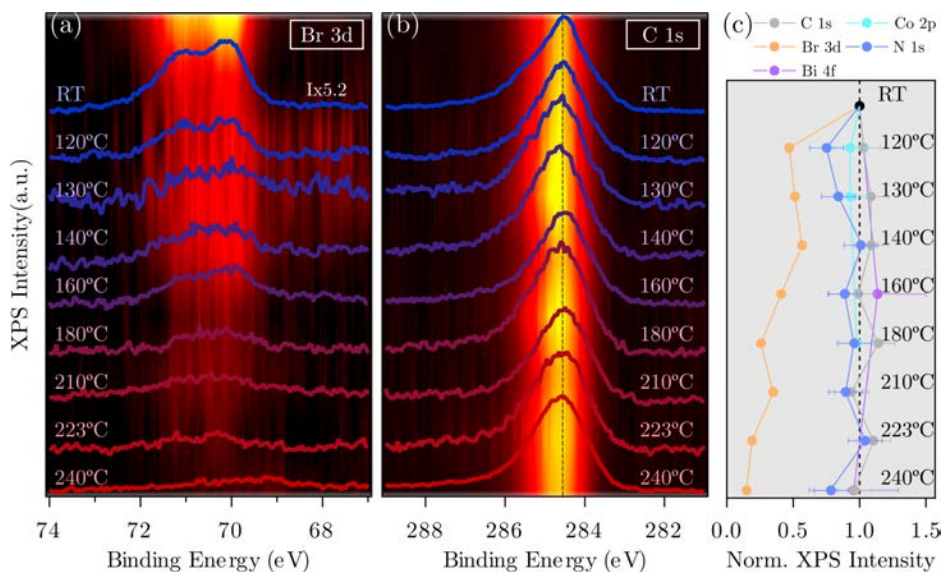 (a)
Br 3d
Ix5.2
RT
120ºC
130ºC
140ºC
160ºC
180ºC
210ºC
223ºC
240ºC
XPS Intensity(a.u.)
74 72 70 68
Binding Energy (eV)
(b)
C 1s
RT
120ºC
130ºC
140ºC
160ºC
180ºC
210ºC
223ºC
240ºC
288 286 284 282
Binding Energy (eV)
(c)
C 1s Co 2p
Br 3d N 1s
Bi 4f
RT
120ºC
130ºC
140ºC
160ºC
180ºC
210ºC
223ºC
240ºC
0.0 0.5 1.0 1.5
Norm. XPS Intensity